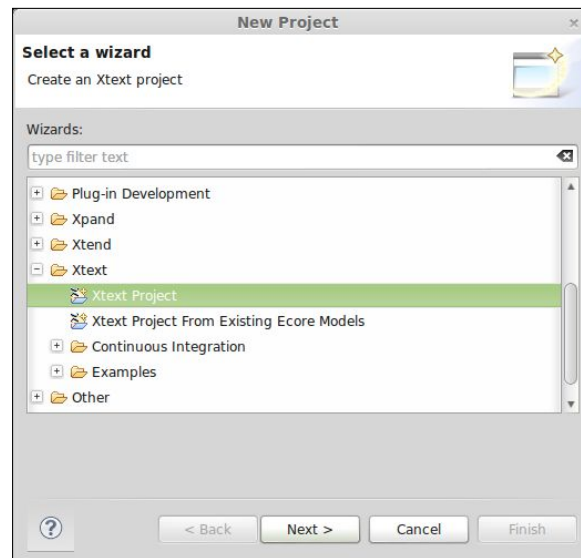 New Project
Select a wizard
Create an Xtext project
Wizards:
type filter text
Plug-in Development
Xpand
Xtend
Xtext
Xtext Project
Xtext Project From Existing Ecore Models
Continuous Integration
Examples
Other
?
< Back
Next >
Cancel
Finish